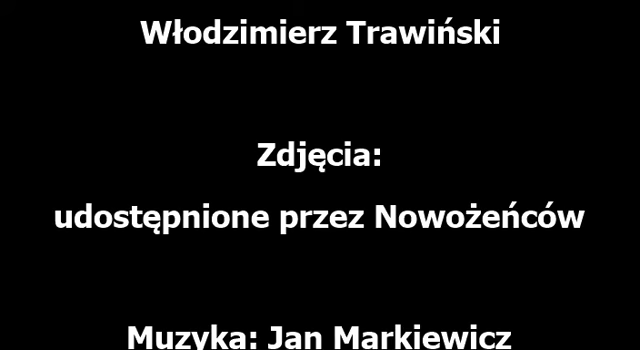 Włodzimierz Trawiński
Zdjęcia:
udostępnione przez Nowożeńców
Muzyka: Jan Markiewicz